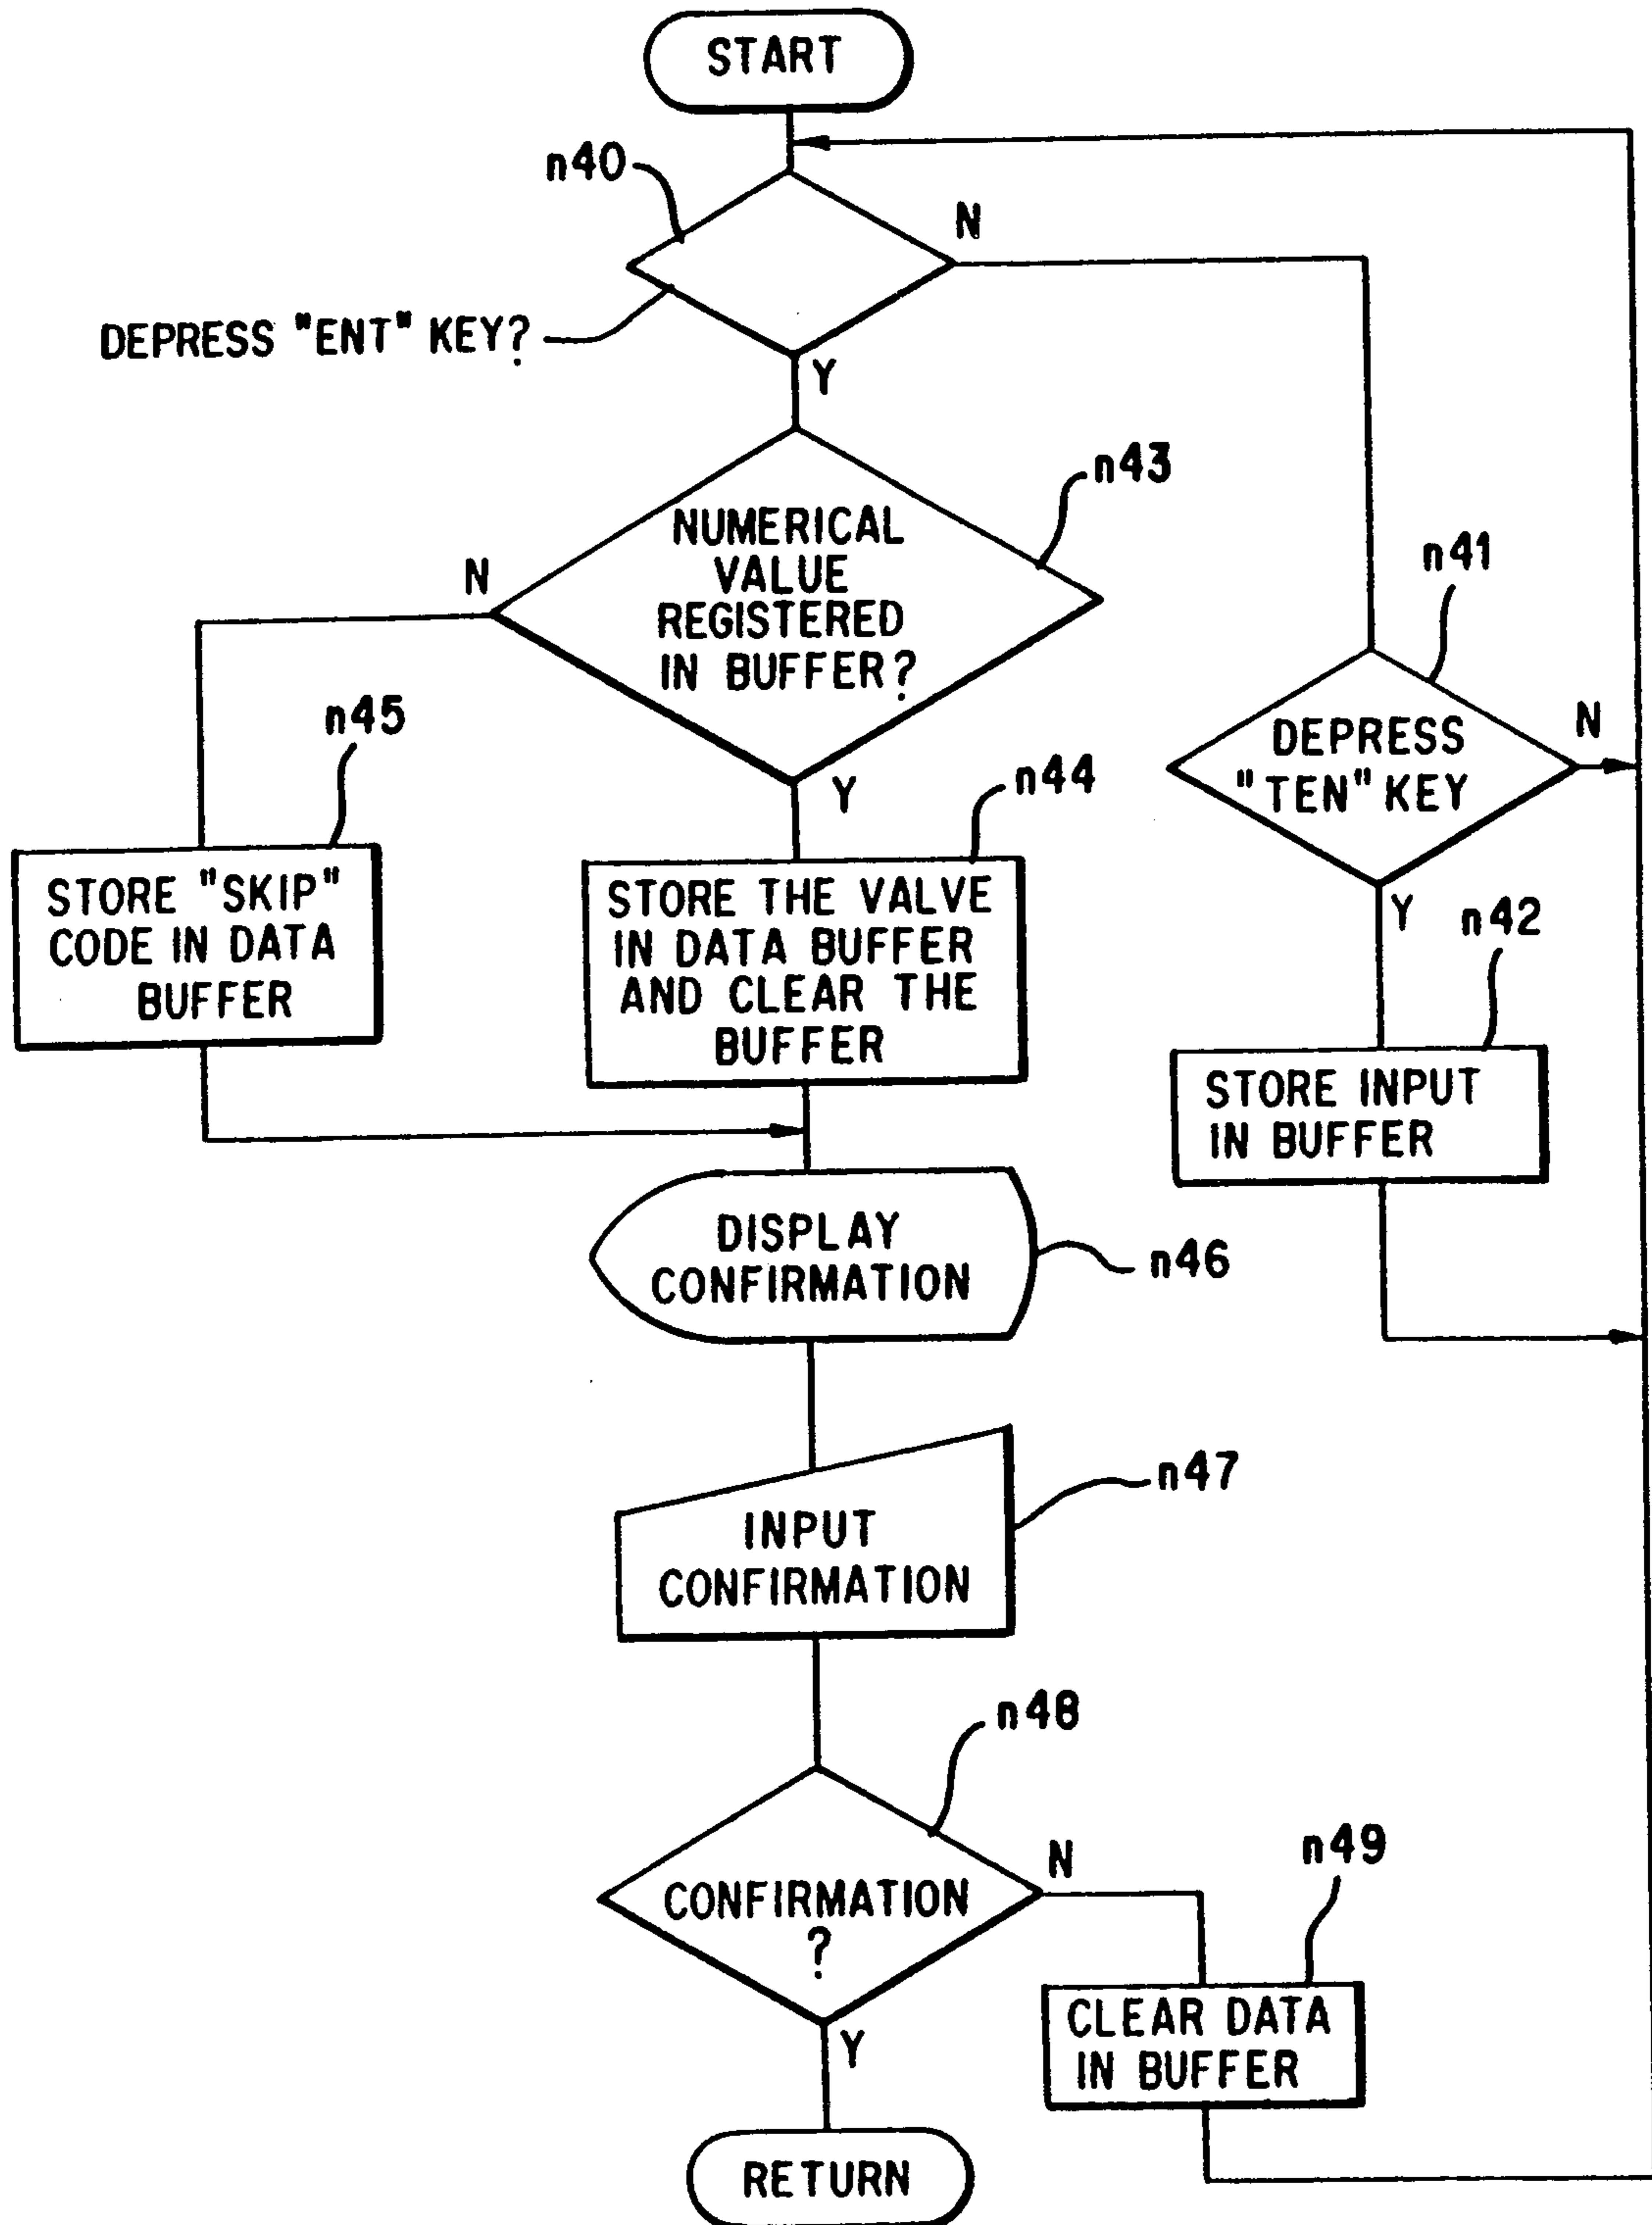 START
n40
N
DEPRESS "ENT" KEY?
Y
n43
NUMERICAL
VALUE
REGISTERED
IN BUFFER?
N
Y
n41
DEPRESS
"TEN" KEY
N
Y
n45
STORE "SKIP"
CODE IN DATA
BUFFER
n44
STORE THE VALVE
IN DATA BUFFER
AND CLEAR THE
BUFFER
n42
STORE INPUT
IN BUFFER
DISPLAY
CONFIRMATION
n46
INPUT
CONFIRMATION
n47
n48
CONFIRMATION
?
N
Y
n49
CLEAR DATA
IN BUFFER
RETURN